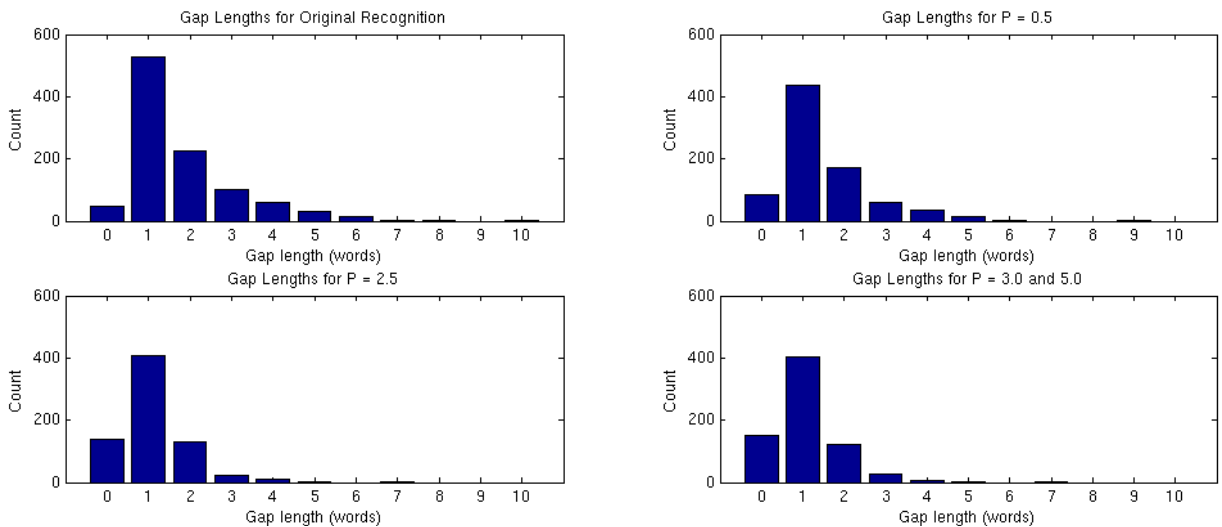 Gap Lengths for Original Recognition
600
400
200
0
Count
0 1 2 3 4 5 6 7 8 9 10
Gap length (words)
Gap Lengths for P = 0.5
600
400
200
0
Count
0 1 2 3 4 5 6 7 8 9 10
Gap length (words)
Gap Lengths for P = 2.5
600
400
200
0
Count
0 1 2 3 4 5 6 7 8 9 10
Gap length (words)
Gap Lengths for P = 3.0 and 5.0
600
400
200
0
Count
0 1 2 3 4 5 6 7 8 9 10
Gap length (words)